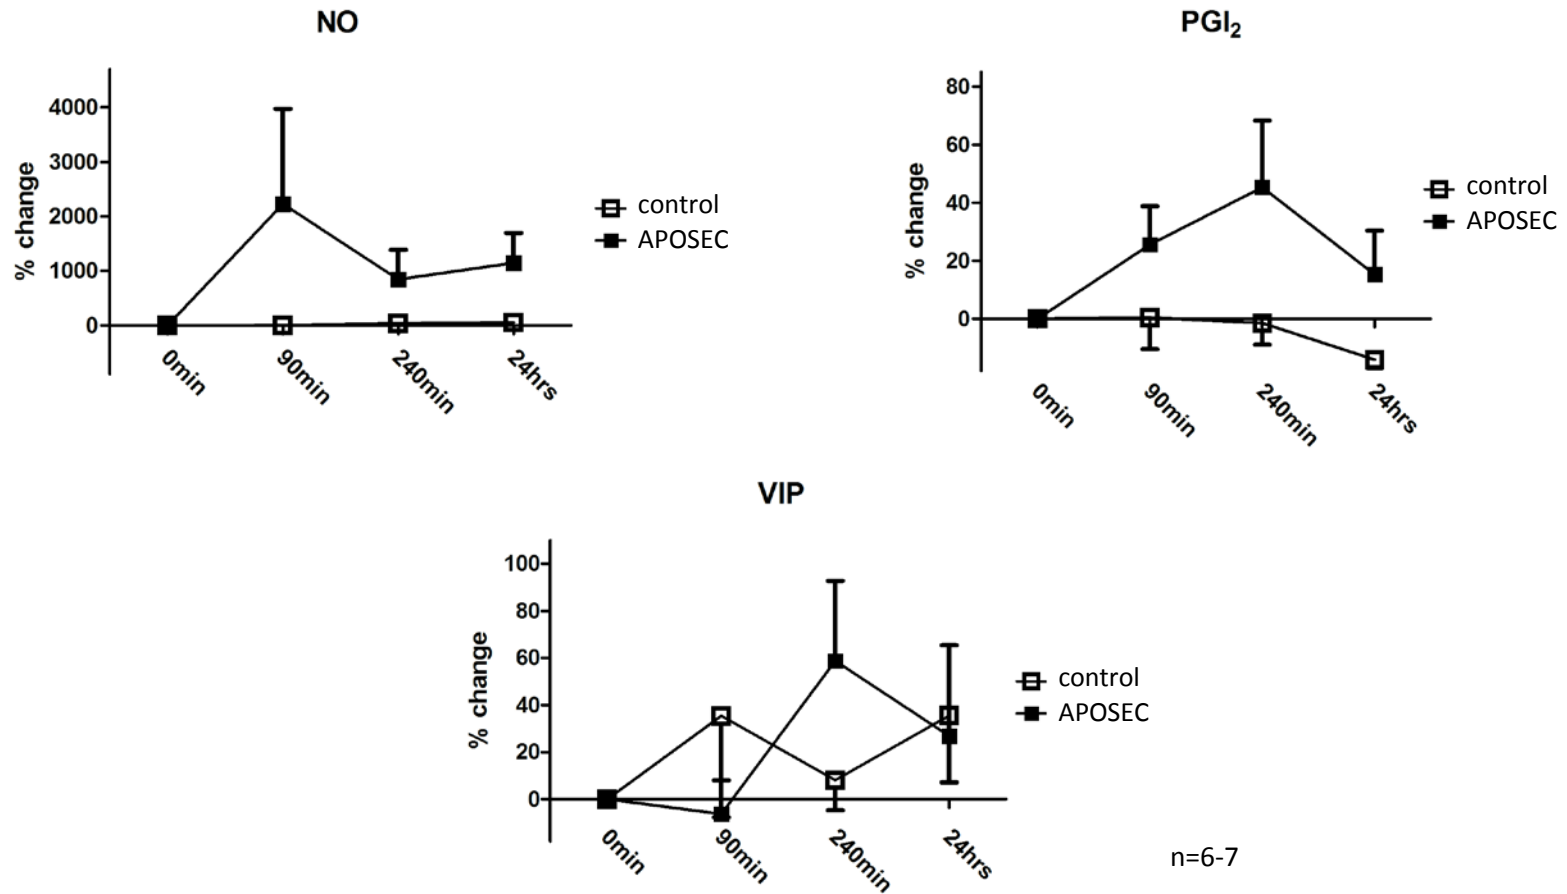 NO
% change
4000
3000
2000
1000
0
0min
90min
240min
24hrs
control
APOSEC
PGI₂
% change
80
60
40
20
0
0min
90min
240min
24hrs
control
APOSEC
VIP
% change
100
80
60
40
20
0
0min
90min
240min
24hrs
control
APOSEC
n=6-7